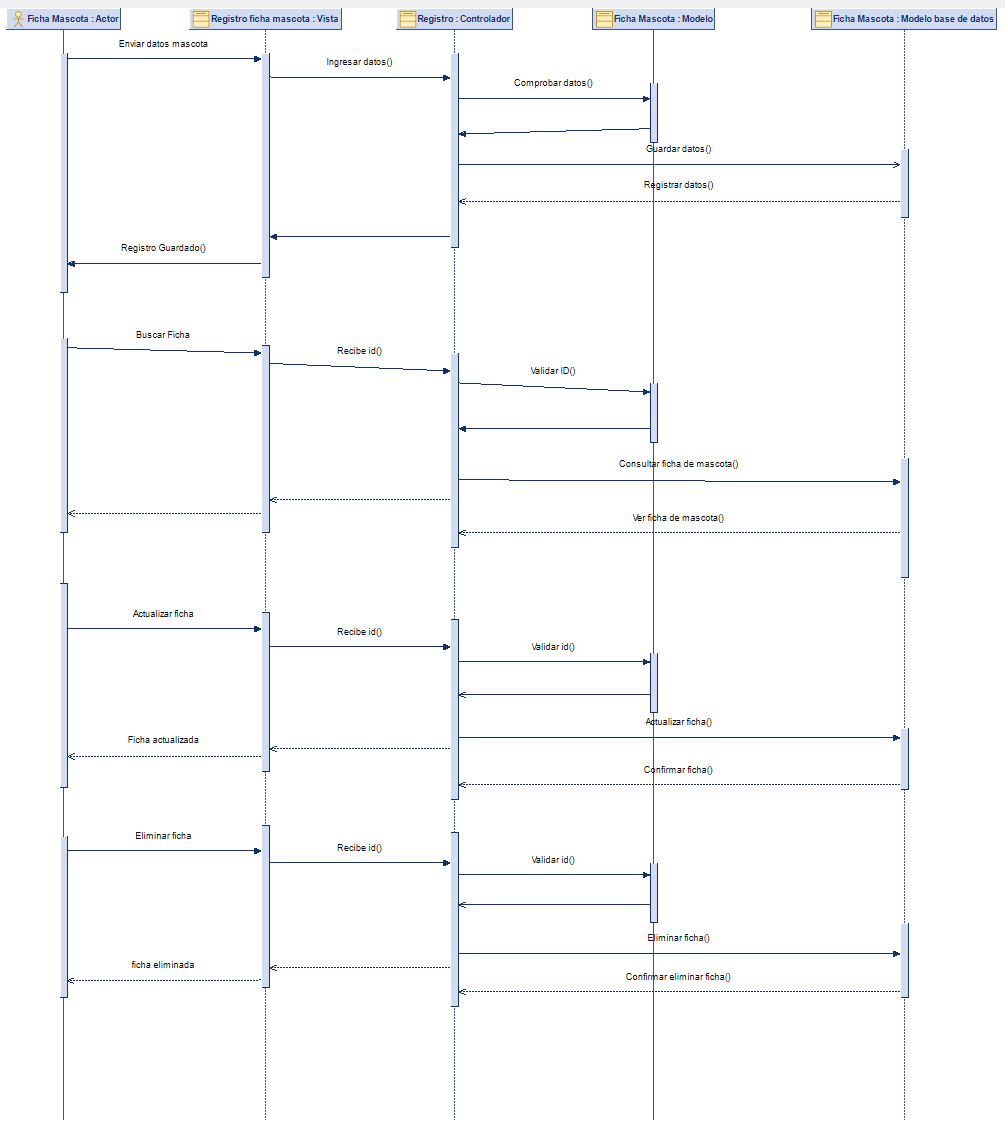 Ficha Mascota : Actor
Registro ficha mascota : Vista
Registro : Controlador
Ficha Mascota : Modelo
Ficha Mascota : Modelo base de datos
Enviar datos mascota
Ingresar datos()
Comprobar datos()
Guardar datos()
Registrar datos()
Registro Guardado()
Buscar Ficha
Recibe id()
Validar ID()
Consultar ficha de mascota()
Ver ficha de mascota()
Actualizar ficha
Recibe id()
Validar id()
Actualizar ficha()
Ficha actualizada
Confirmar ficha()
Eliminar ficha
Recibe id()
Validar id()
Eliminar ficha()
ficha eliminada
Confirmar eliminar ficha()